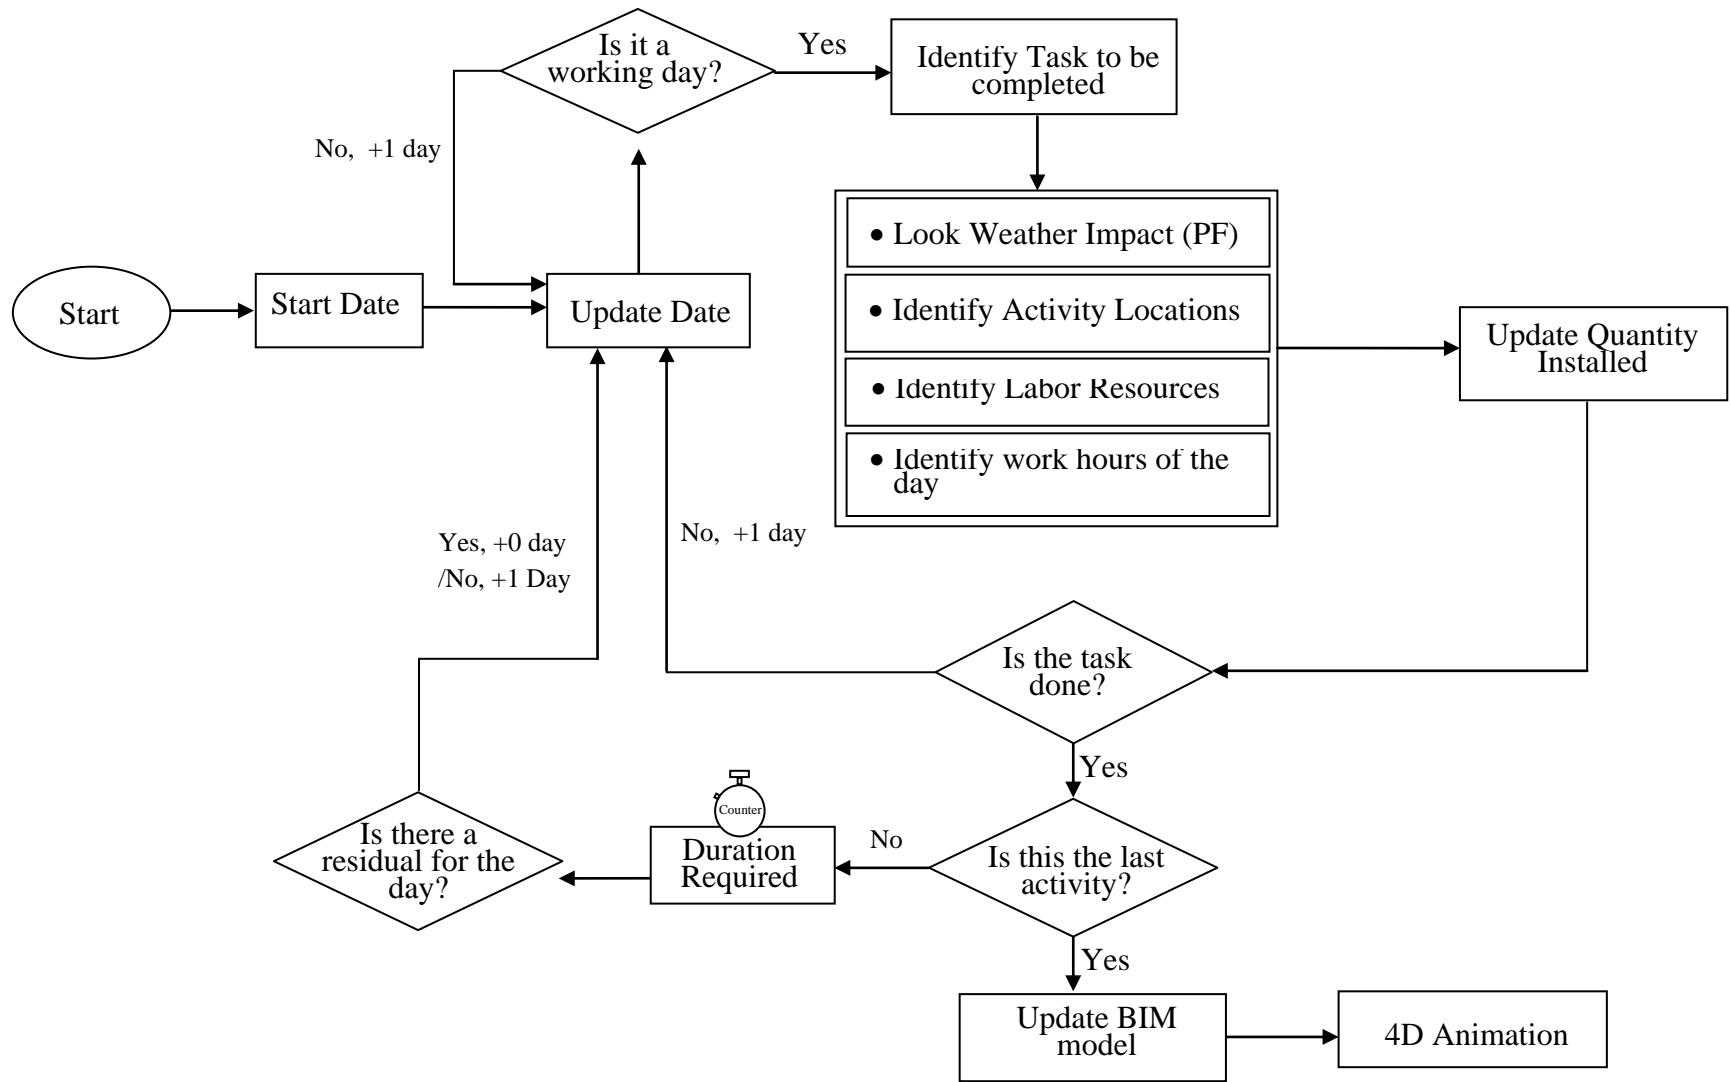 Is it a
working day?
Yes
Identify Task to be
completed
No, +1 day
• Look Weather Impact (PF)
• Identify Activity Locations
• Identify Labor Resources
• Identify work hours of the
day
Start
Start Date
Update Date
Update Quantity
Installed
Yes, +0 day
/No, +1 Day
No, +1 day
Is the task
done?
Yes
Is there a
residual for the
day?
Counter
Duration
Required
No
Is this the last
activity?
Yes
Update BIM
model
4D Animation